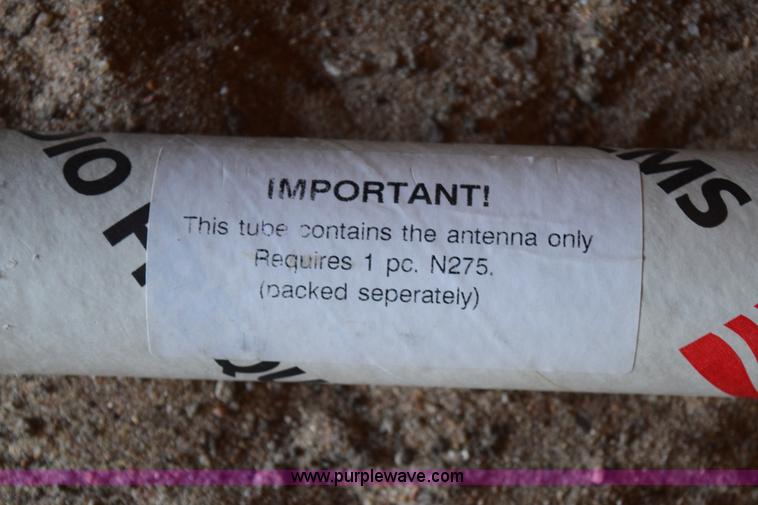 IMPORTANT!
This tube contains the antenna only
Requires 1 pc. N275.
(packed seperately)
www.purplewave.com